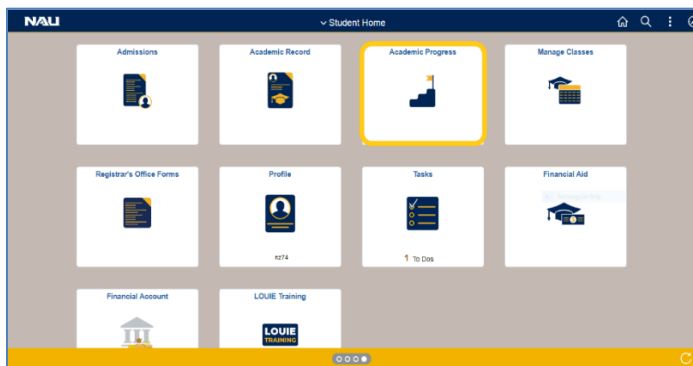 NAU
Student Home
Admissions
Academic Record
Academic Progress
Manage Classes
Registrar's Office Forms
Profile
Tasks
Financial Aid
nz74
1 To Dos
Financial Account
LOUIE Training
LOUIE
TRAINING